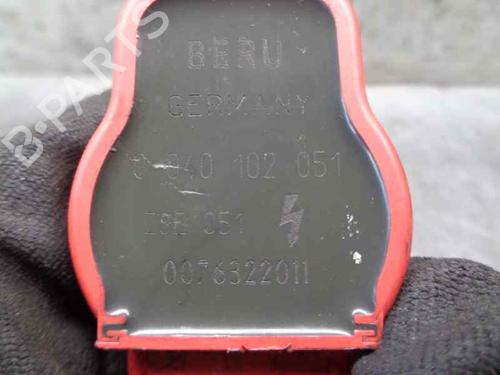 BERU
GERMANY
0 040 102 051
ZSE 051
0076322011
B-PARTS